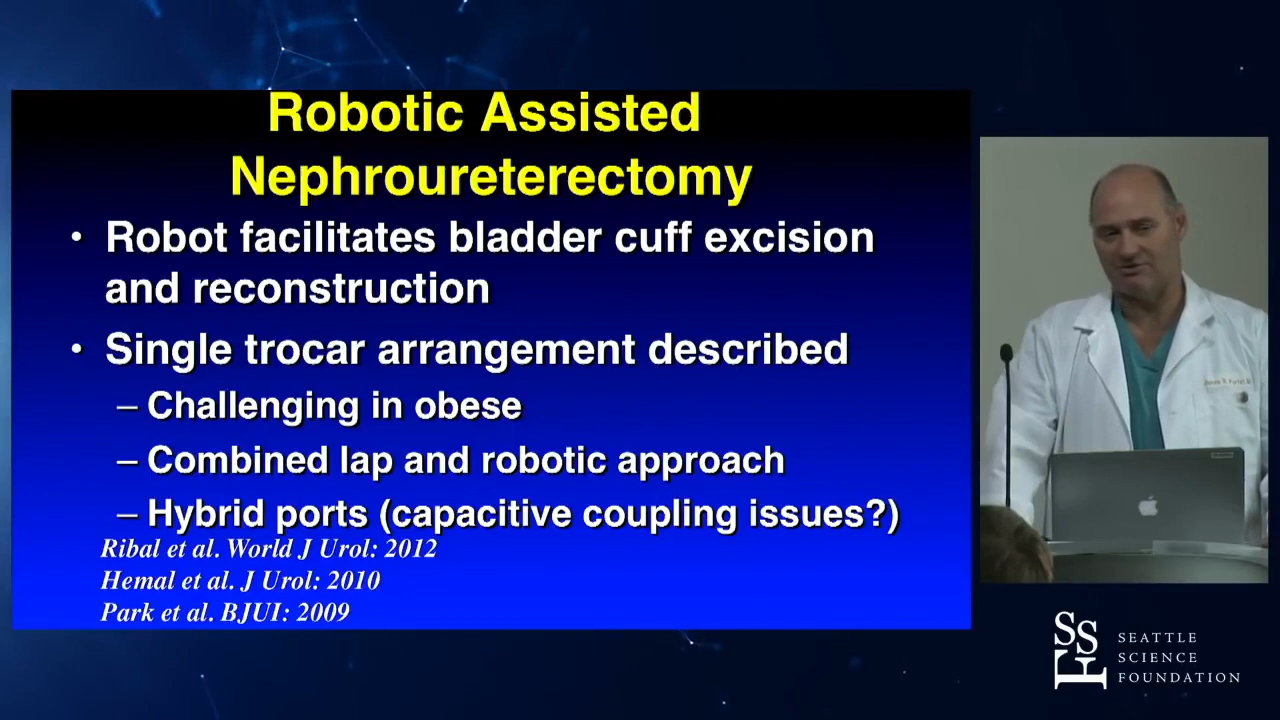 Robotic Assisted
Nephroureterectomy
• Robot facilitates bladder cuff excision
and reconstruction
• Single trocar arrangement described
– Challenging in obese
– Combined lap and robotic approach
– Hybrid ports (capacitive coupling issues?)
Ribal et al. World J Urol: 2012
Hemal et al. J Urol: 2010
Park et al. BJUI: 2009
SSF
SEATTLE
SCIENCE
FOUNDATION